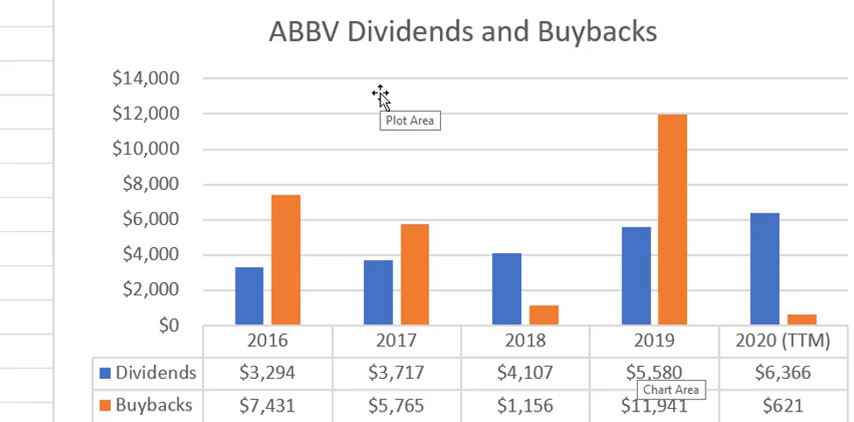 ABBV Dividends and Buybacks
$14,000
Plot Area
$12,000
$10,000
$8,000
$6,000
$4,000
$2,000
$0
2016 2017 2018 2019 2020 (TTM)
Dividends $3,294 $3,717 $4,107 $5,580 $6,366
Chart Area
Buybacks $7,431 $5,765 $1,156 $11,941 $621